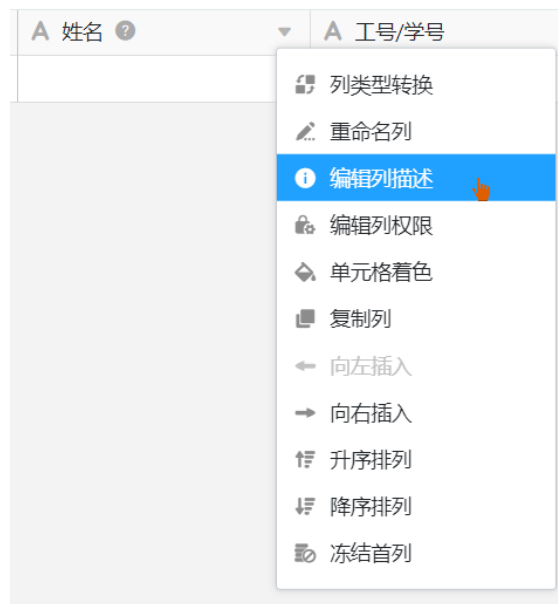 A 姓名 ? A 工号/学号
列类型转换
重命名列
编辑列描述
编辑列权限
单元格着色
复制列
向左插入
向右插入
升序排列
降序排列
冻结首列